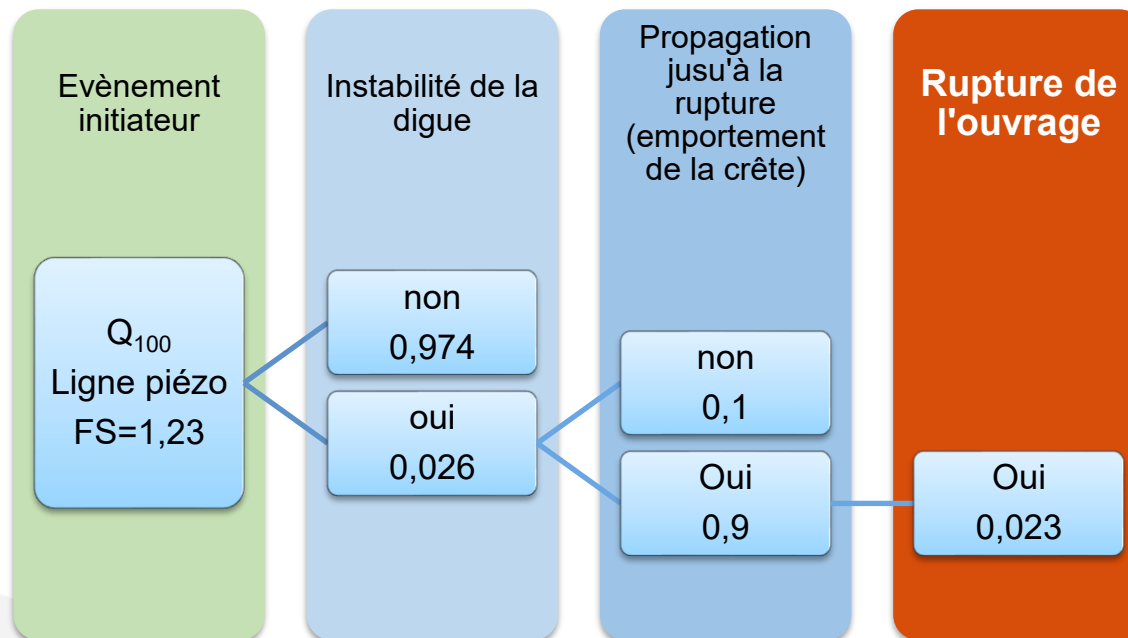 Evènement
initiateur
Instabilité de la
digue
Propagation
jusu'à la
rupture
(emportement
de la crête)
Rupture de
l'ouvrage
Q₁₀₀
Ligne piézo
FS=1,23
non
0,974
oui
0,026
non
0,1
Oui
0,9
Oui
0,023